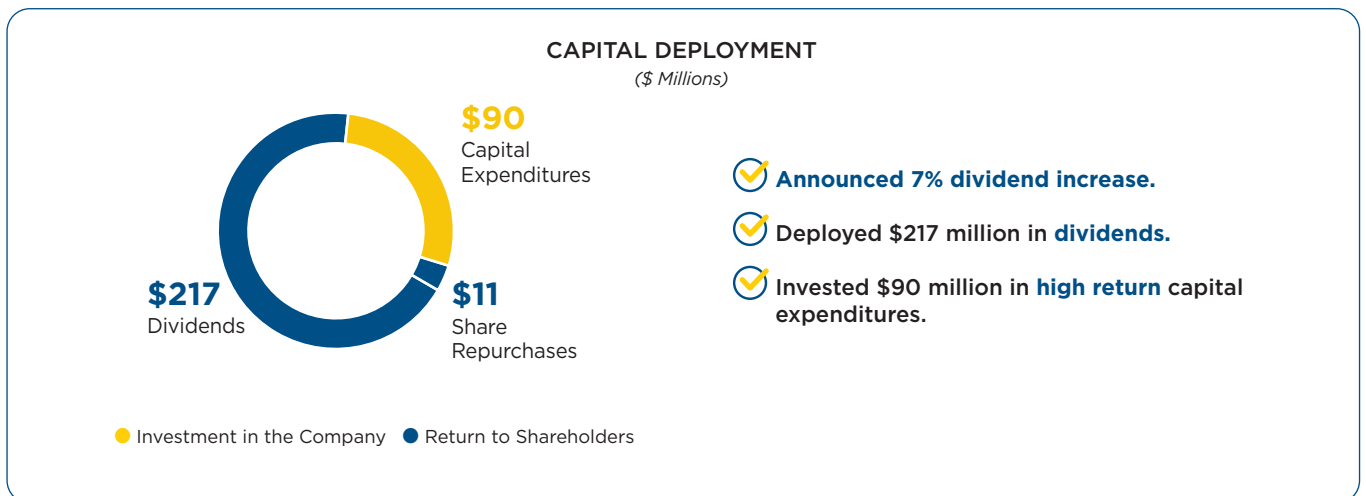 CAPITAL DEPLOYMENT
($ Millions)
$90
Capital
Expenditures
$217
Dividends
$11
Share
Repurchases
Investment in the Company
Return to Shareholders
Announced 7% dividend increase.
Deployed $217 million in dividends.
Invested $90 million in high return capital
expenditures.